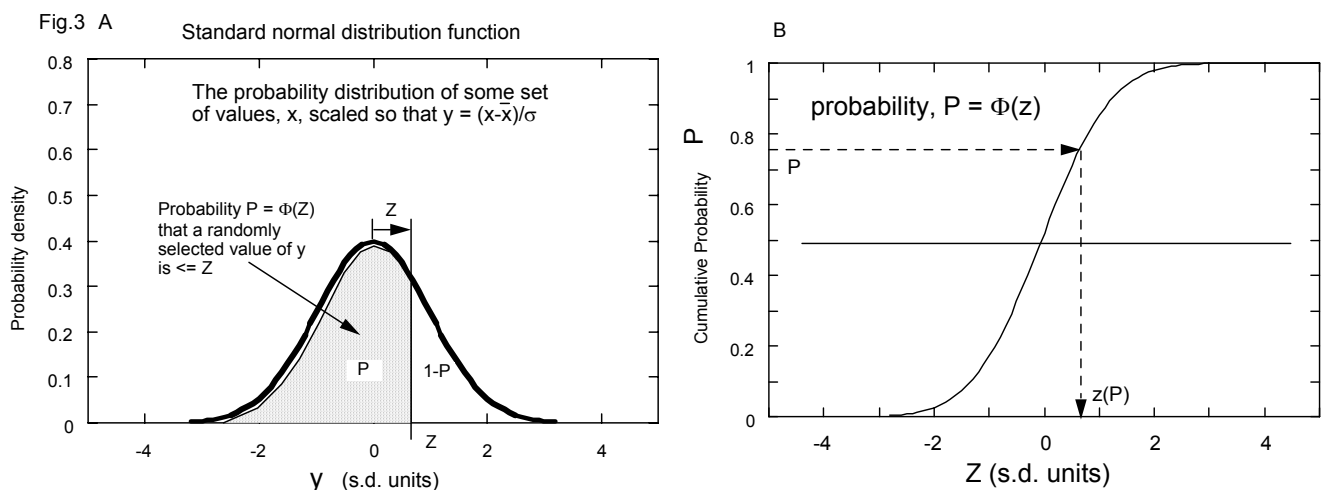 Fig.3 A
Standard normal distribution function
0.8
0.7
0.6
0.5
0.4
0.3
0.2
0.1
0
Probability density
The probability distribution of some set
of values, x, scaled so that y = (x-x̅)/σ
Probability P = Φ(Z)
that a randomly
selected value of y
is <= Z
Z
P
1-P
Z
-4
-2
0
2
4
y (s.d. units)
B
1
0.8
0.6
0.4
0.2
0
Cumulative Probability P
probability, P = Φ(z)
P
z(P)
-4
-2
0
2
4
Z (s.d. units)